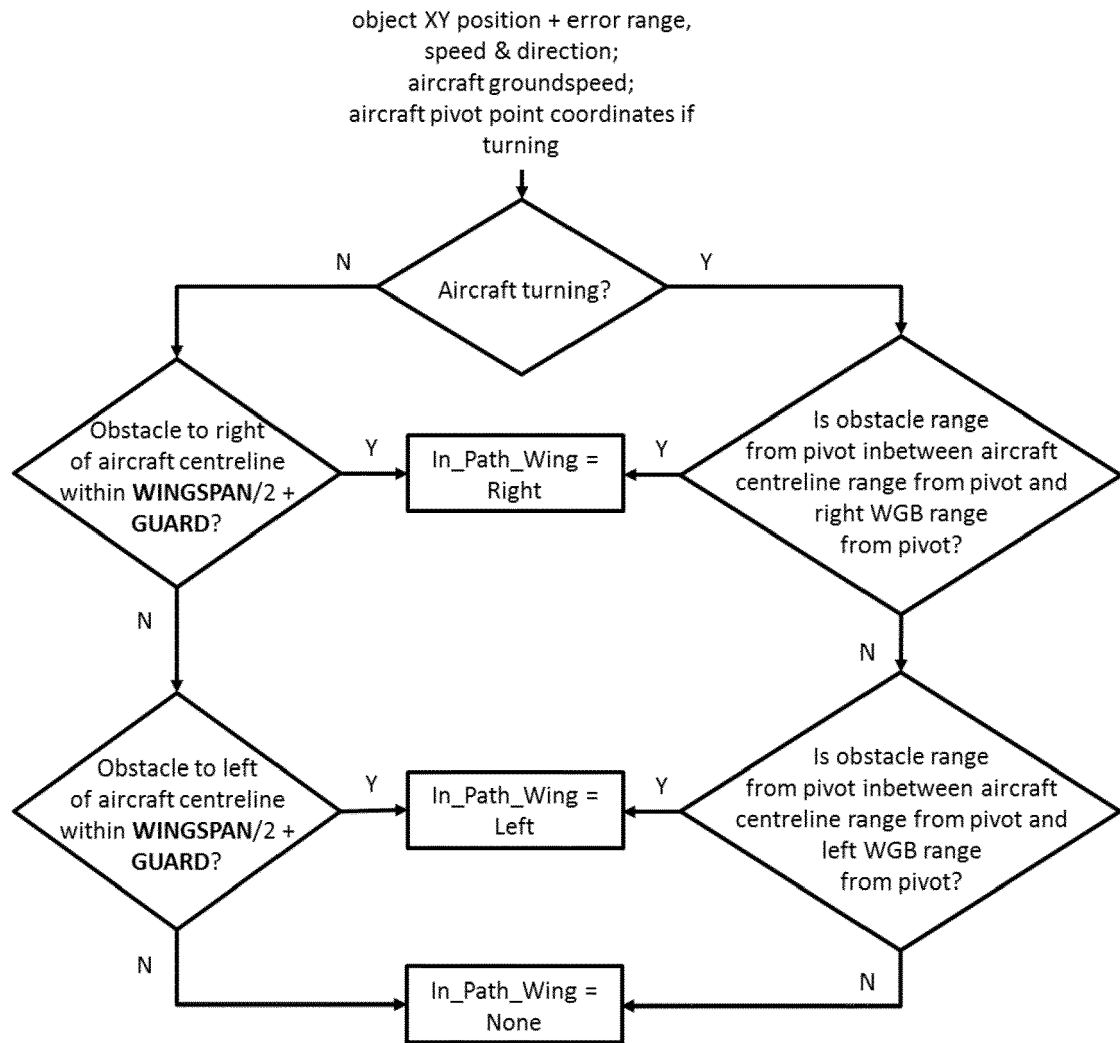 object XY position + error range,
speed & direction;
aircraft groundspeed;
aircraft pivot point coordinates if
turning
N
Y
Aircraft turning?
Obstacle to right
of aircraft centreline
within WINGSPAN/2 +
GUARD?
Y
In_Path_Wing =
Right
Y
Is obstacle range
from pivot inbetween aircraft
centreline range from pivot and
right WGB range
from pivot?
N
N
Obstacle to left
of aircraft centreline
within WINGSPAN/2 +
GUARD?
Y
In_Path_Wing =
Left
Y
Is obstacle range
from pivot inbetween aircraft
centreline range from pivot and
left WGB range
from pivot?
N
In_Path_Wing =
None
N